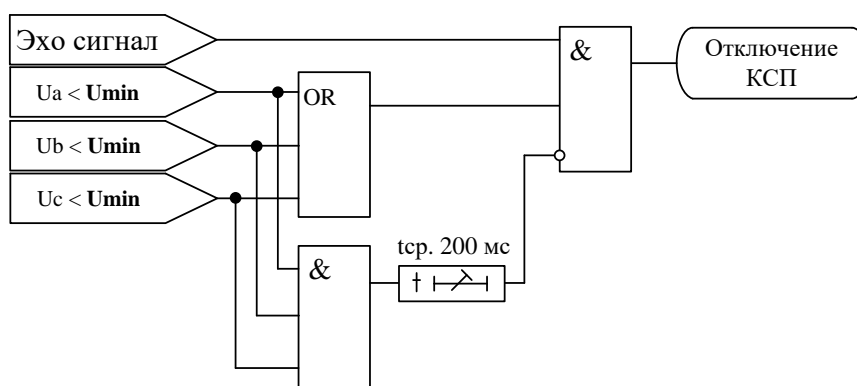 Эхо сигнал
Ua < Umin
Ub < Umin
Uc < Umin
OR
&
Отключение
КСП
&
tср. 200 мс
t